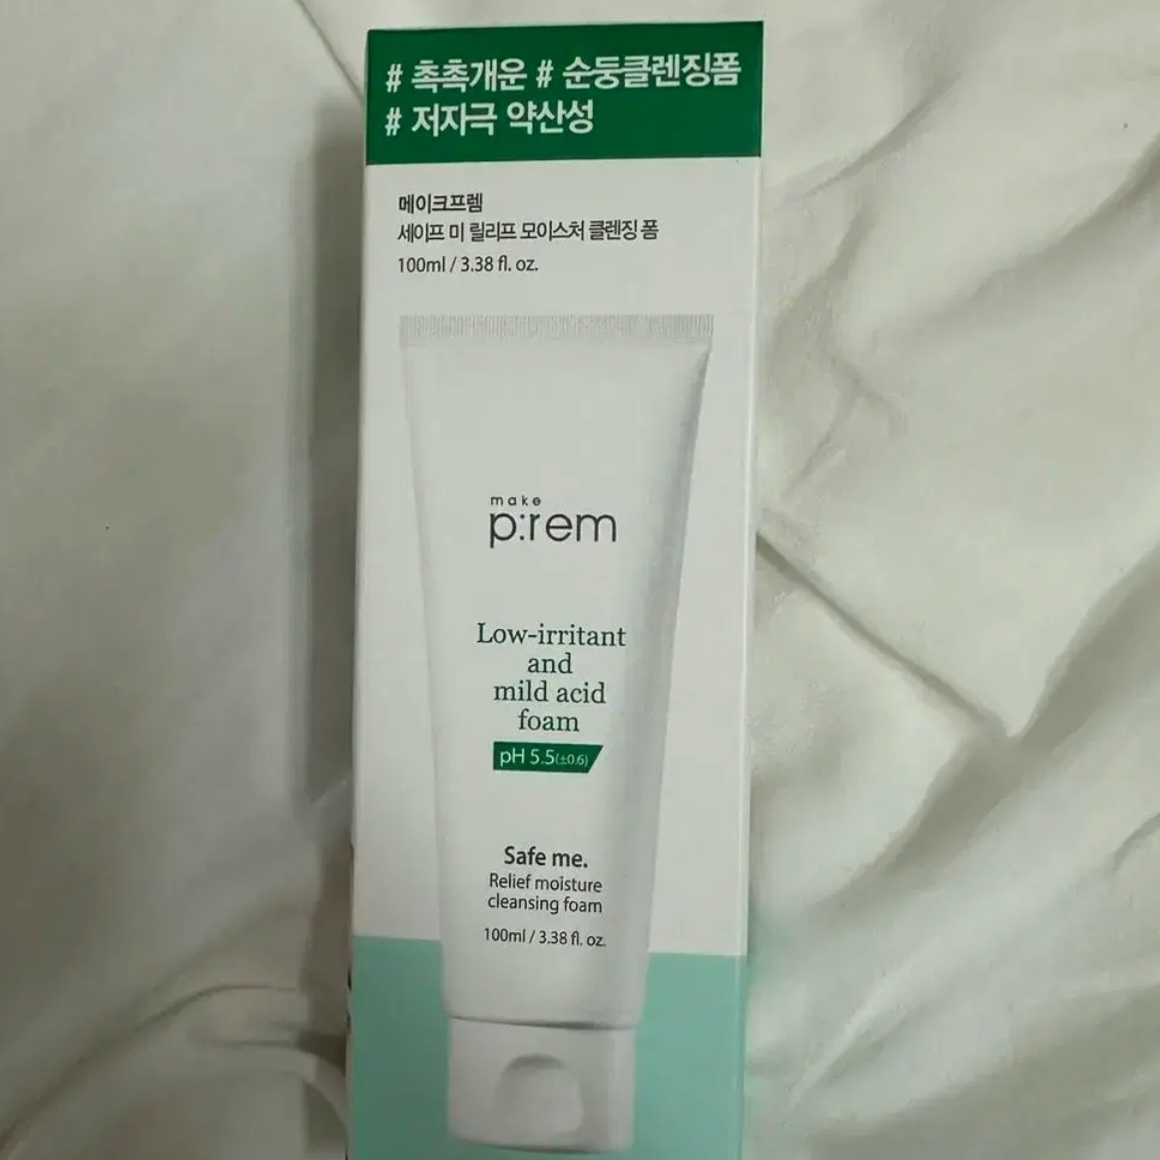 # 촉촉개운 # 순둥클렌징폼
# 저자극 약산성
메이크프렘
세이프 미 릴리프 모이스처 클렌징 폼
100ml / 3.38 fl. oz.
make
p:rem
Low-irritant
and
mild acid
foam
pH 5.5(±0.6)
Safe me.
Relief moisture
cleansing foam
100ml / 3.38 fl. oz.